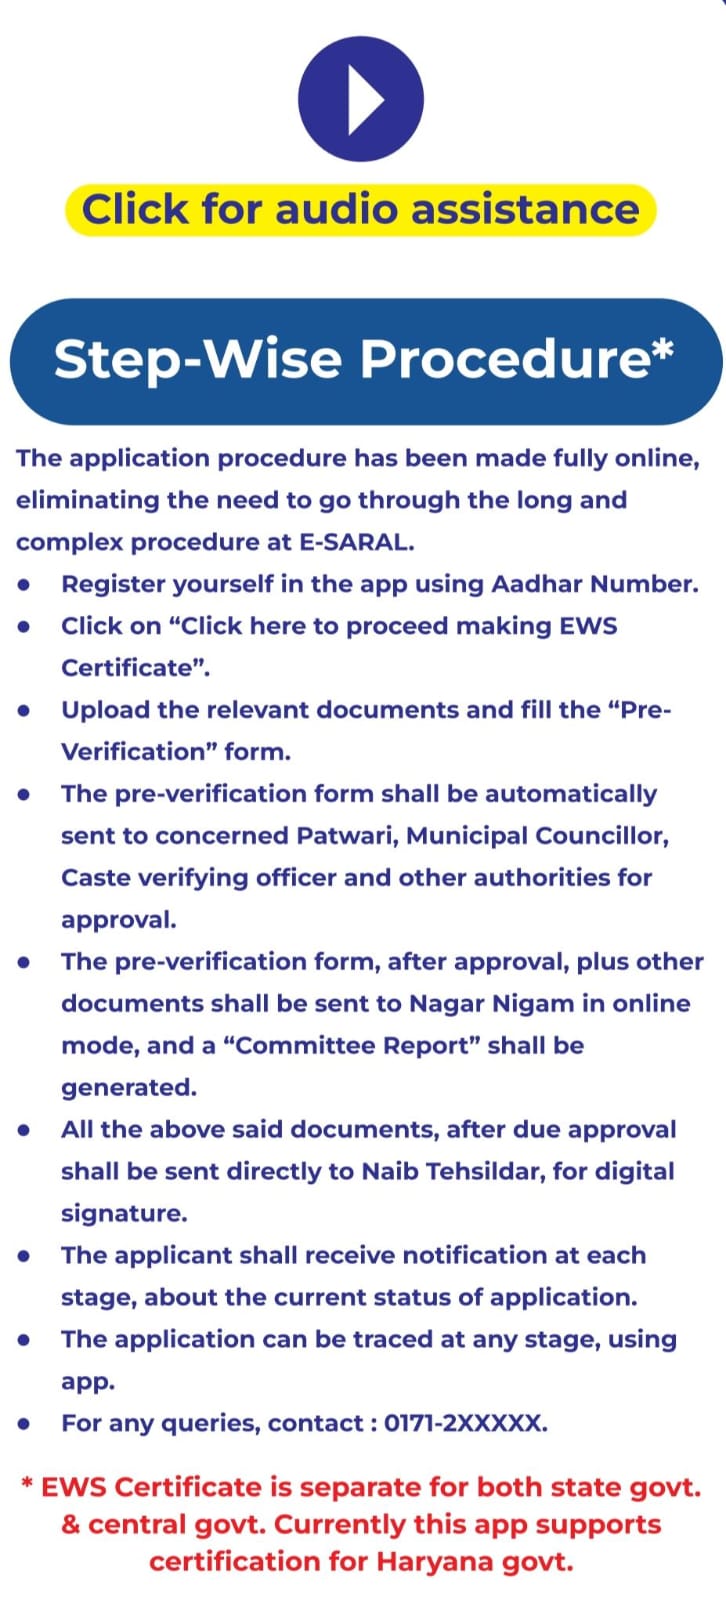 Click for audio assistance
Step-Wise Procedure*
The application procedure has been made fully online,
eliminating the need to go through the long and
complex procedure at E-SARAL.
● Register yourself in the app using Aadhar Number.
● Click on “Click here to proceed making EWS
Certificate”.
● Upload the relevant documents and fill the “Pre-
Verification” form.
● The pre-verification form shall be automatically
sent to concerned Patwari, Municipal Councillor,
Caste verifying officer and other authorities for
approval.
● The pre-verification form, after approval, plus other
documents shall be sent to Nagar Nigam in online
mode, and a “Committee Report” shall be
generated.
● All the above said documents, after due approval
shall be sent directly to Naib Tehsildar, for digital
signature.
● The applicant shall receive notification at each
stage, about the current status of application.
● The application can be traced at any stage, using
app.
● For any queries, contact : 0171-2XXXXX.
* EWS Certificate is separate for both state govt.
& central govt. Currently this app supports
certification for Haryana govt.